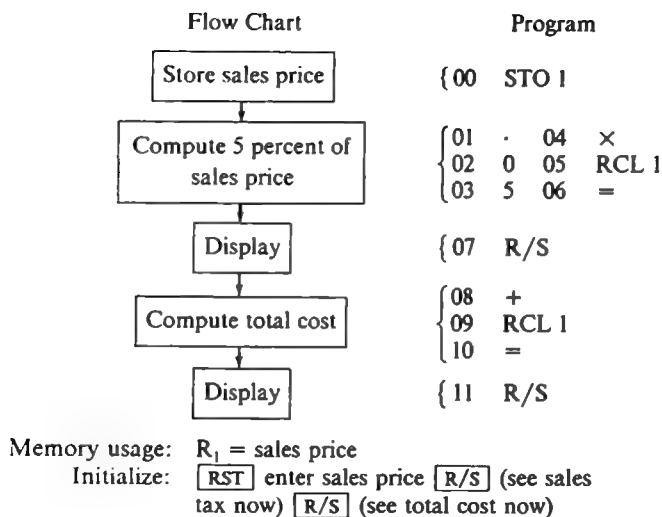 Flow Chart Program
Store sales price {00 STO 1
Compute 5 percent of sales price
{01 . 04 ×
02 0 05 RCL 1
03 5 06 =
Display {07 R/S
Compute total cost
{08 +
09 RCL 1
10 =
Display {11 R/S
Memory usage: R₁ = sales price
Initialize: RST enter sales price R/S (see sales
tax now) R/S (see total cost now)